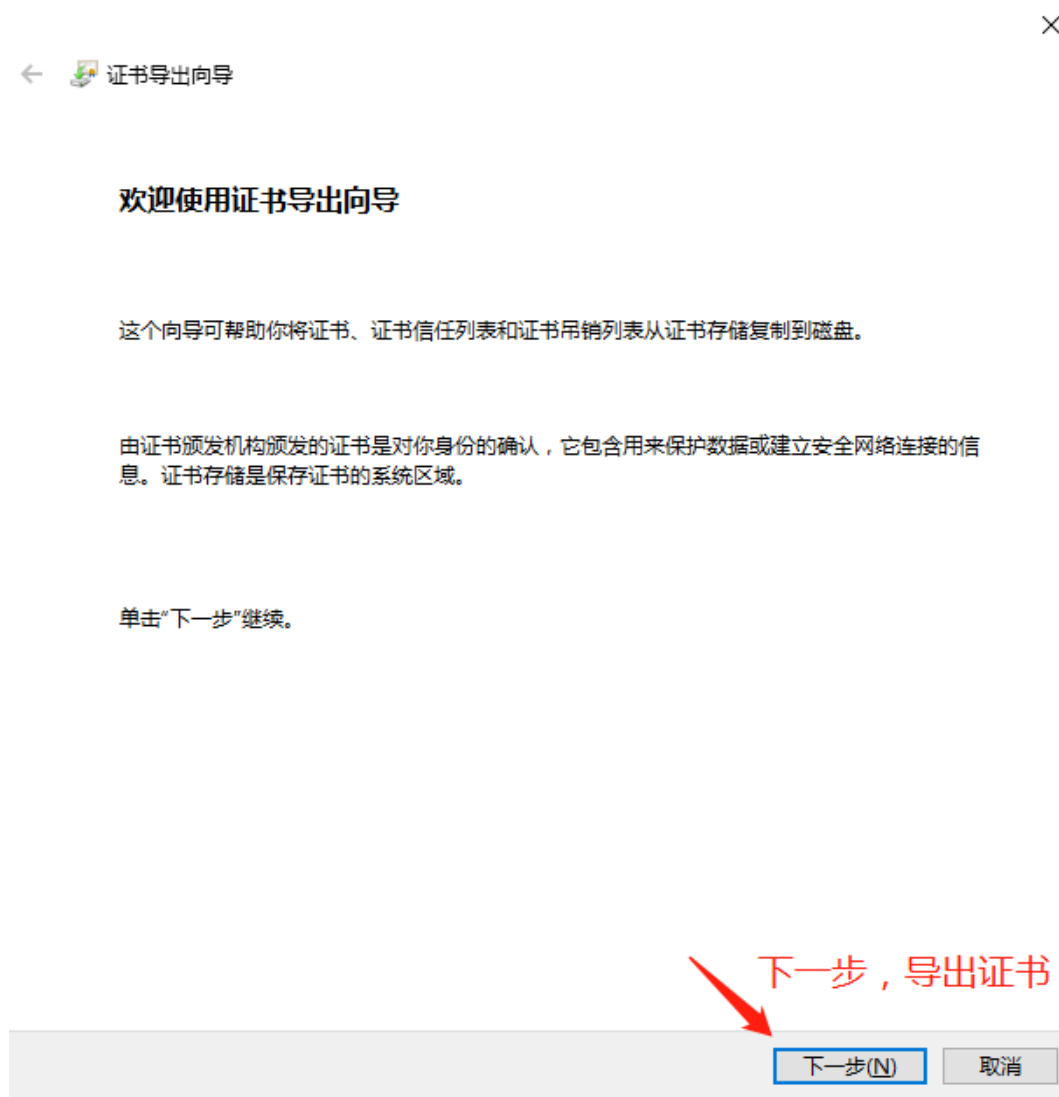 证书导出向导
欢迎使用证书导出向导
这个向导可帮助你将证书、证书信任列表和证书吊销列表从证书存储复制到磁盘。
由证书颁发机构颁发的证书是对你身份的确认，它包含用来保护数据或建立安全网络连接的信
息。证书存储是保存证书的系统区域。
单击“下一步”继续。
下一步，导出证书
下一步(N)
取消